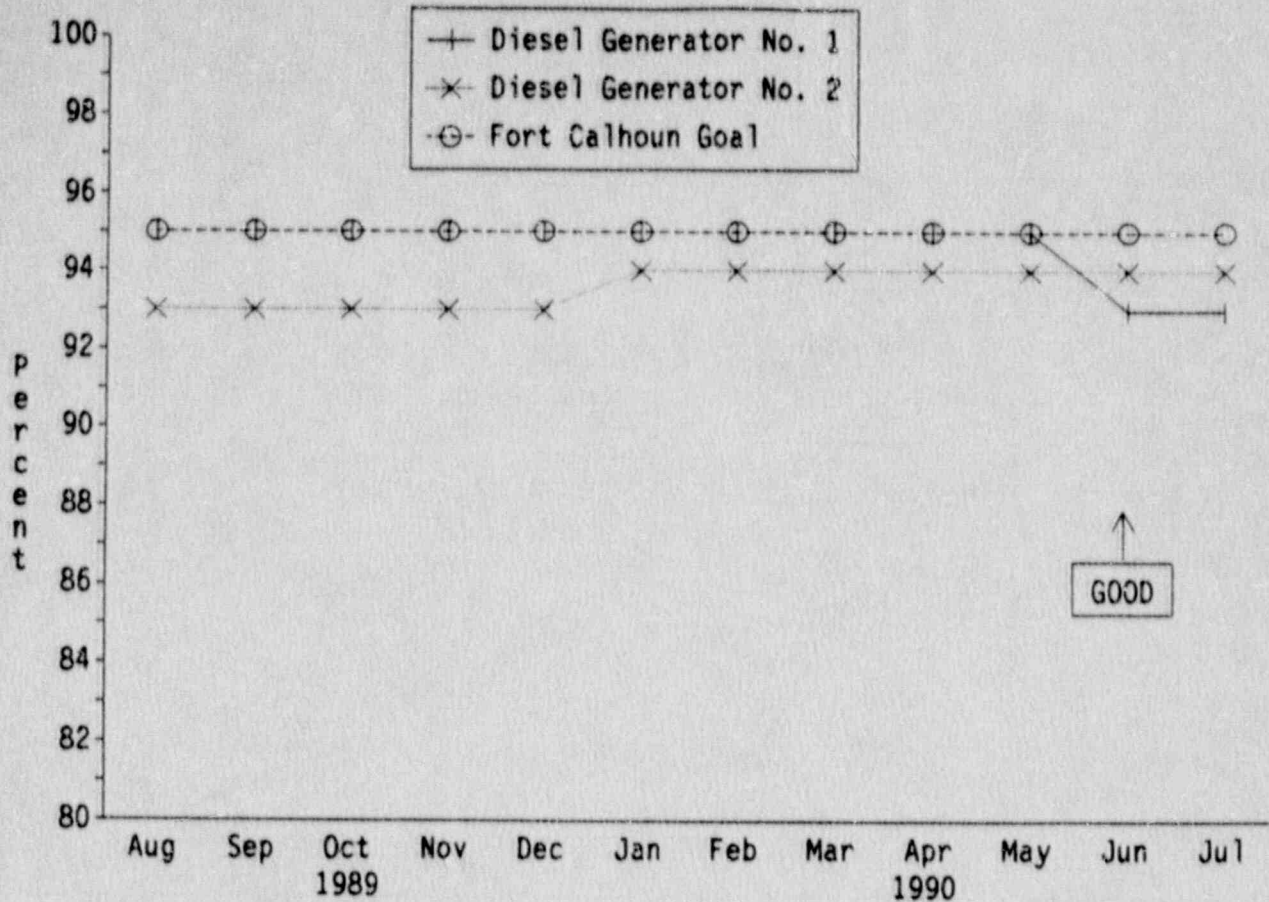 Diesel Generator No. 1
Diesel Generator No. 2
Fort Calhoun Goal
100
98
96
94
92
90
88
86
84
82
80
Percent
GOOD
Aug Sep Oct Nov Dec Jan Feb Mar Apr May Jun Jul
1989 1990